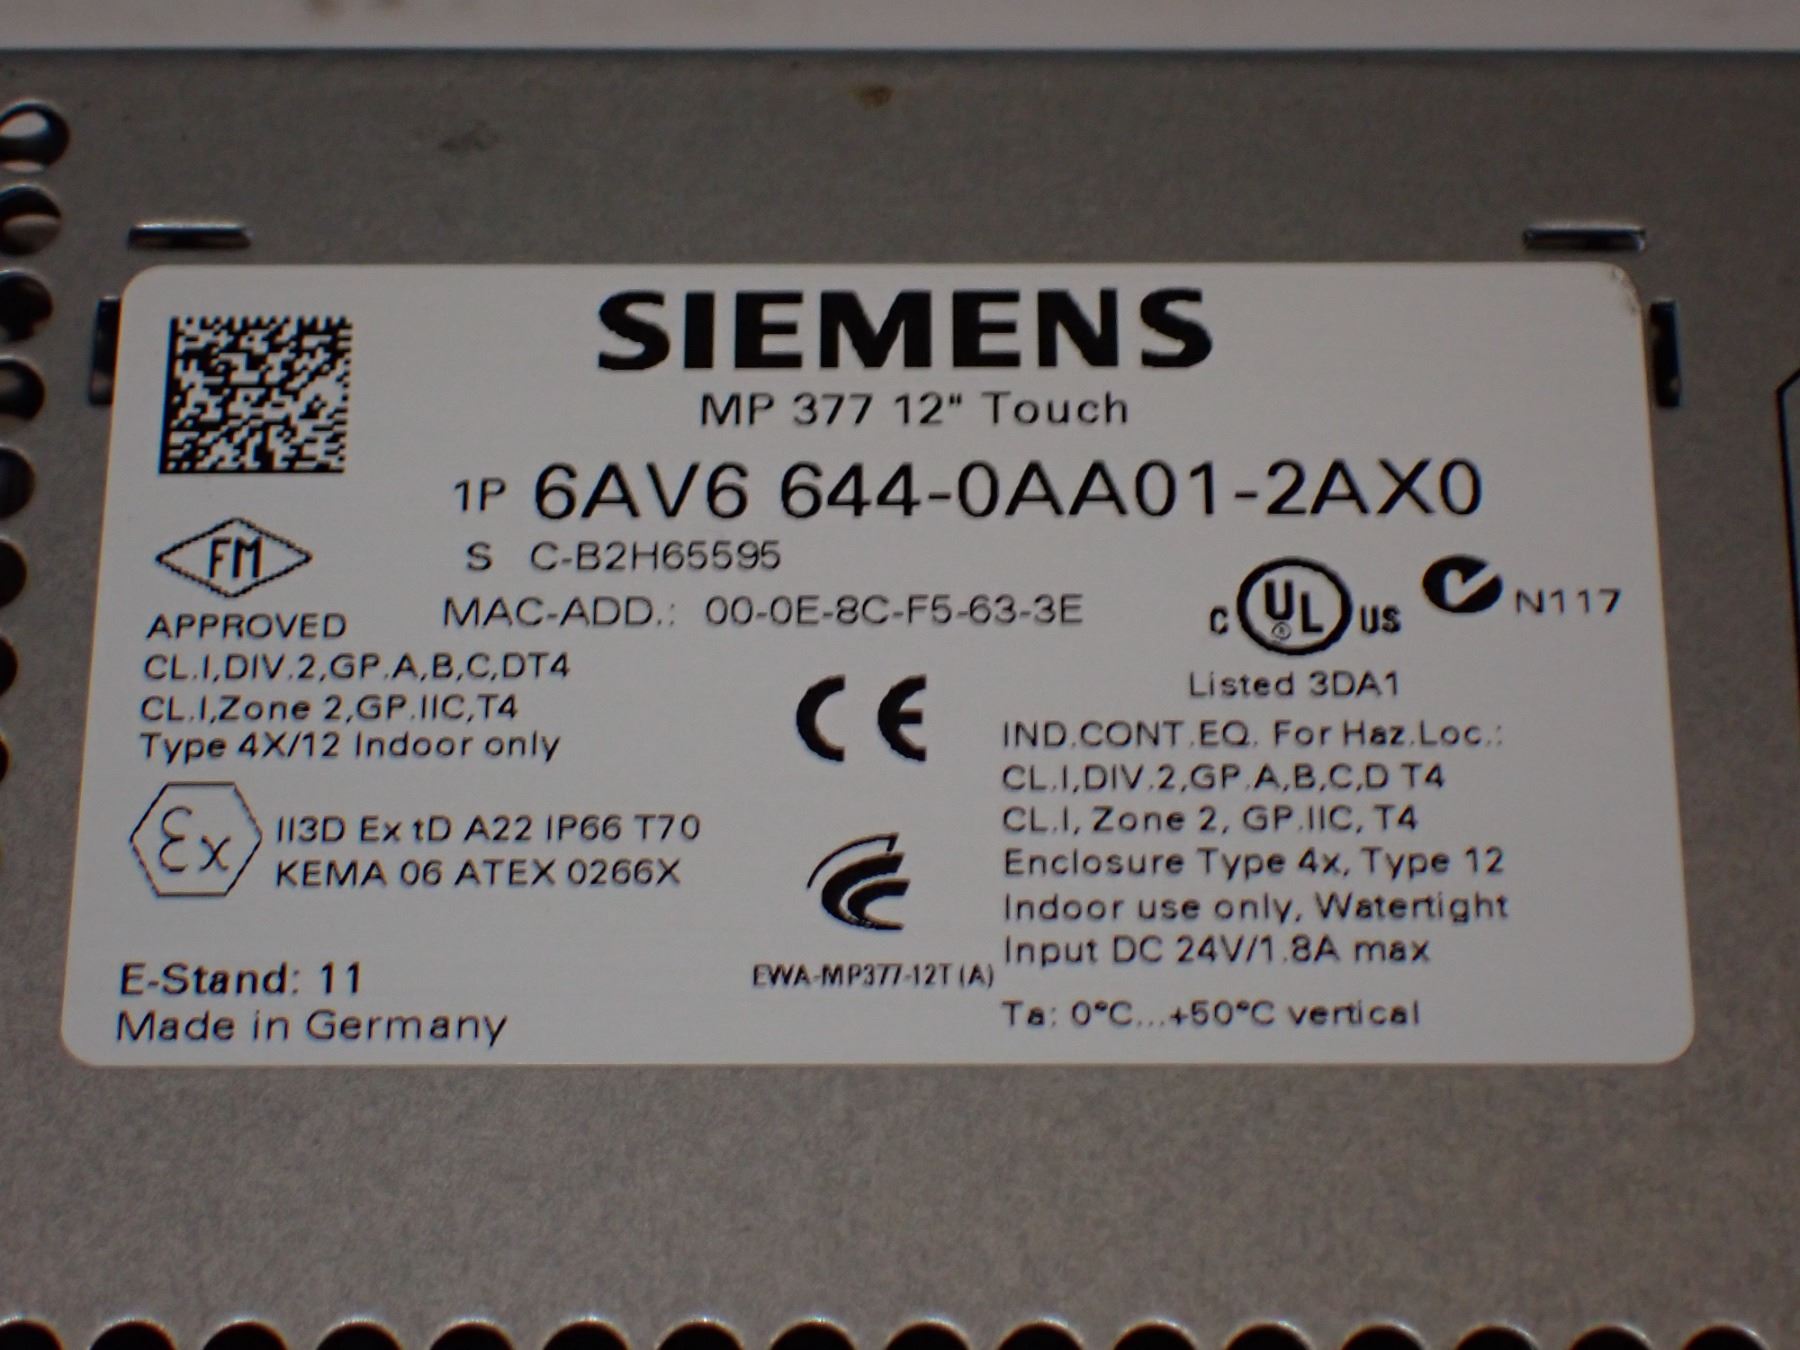 SIEMENS
MP 377 12" Touch
1P 6AV6 644-0AA01-2AX0
S C-B2H65595
MAC-ADD.: 00-0E-8C-F5-63-3E
FM
APPROVED
CL.I,DIV.2,GP.A,B,C,DT4
CL.I,Zone 2,GP.IIC,T4
Type 4X/12 Indoor only
Ex II3D Ex tD A22 IP66 T70
KEMA 06 ATEX 0266X
E-Stand: 11
Made in Germany
CE
EWA-MP377-12T (A)
C UL US N117
®
Listed 3DA1
IND.CONT.EQ. For Haz.Loc.:
CL.I,DIV.2,GP.A,B,C,D T4
CL.I, Zone 2, GP.IIC, T4
Enclosure Type 4x, Type 12
Indoor use only, Watertight
Input DC 24V/1.8A max
Ta: 0°C...+50°C vertical